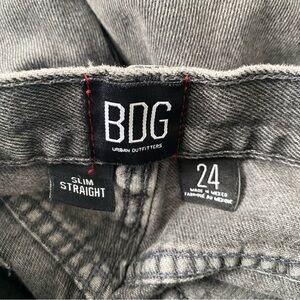 BDG
URBAN OUTFITTERS
SLIM
STRAIGHT
24
MADE IN MEXICO
FABRIQUÉ AU MEXIQUE